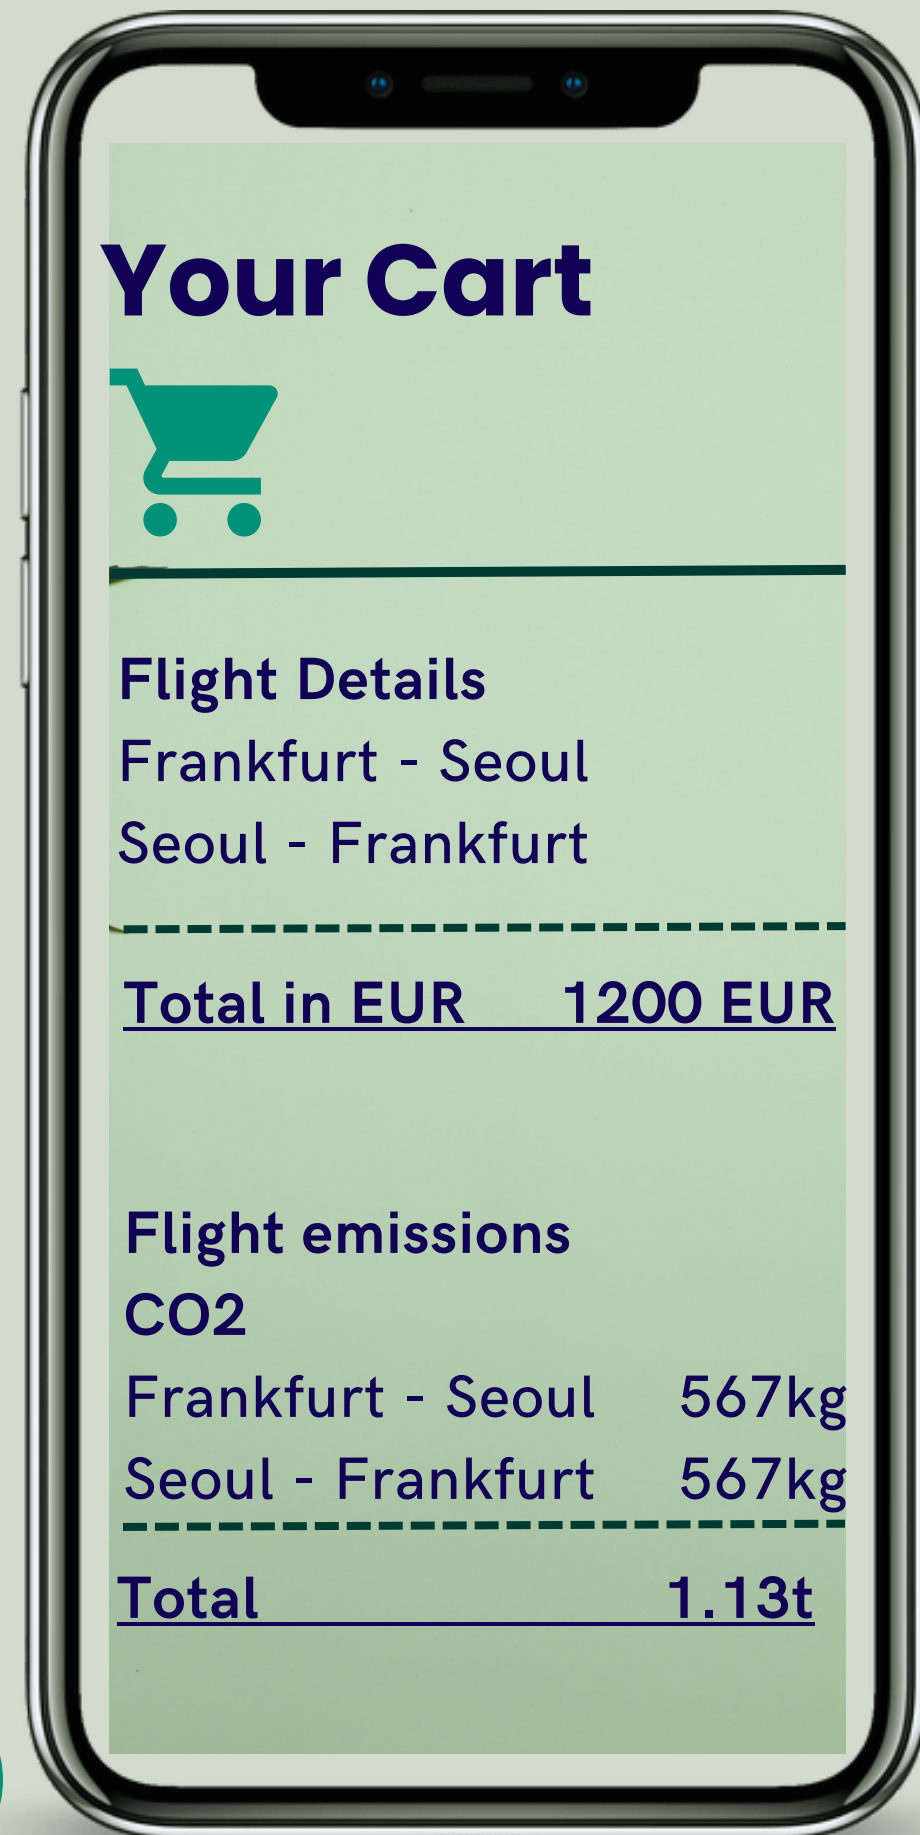 Your Cart
Flight Details
Frankfurt - Seoul
Seoul - Frankfurt
Total in EUR 1200 EUR
Flight emissions
CO2
Frankfurt - Seoul 567kg
Seoul - Frankfurt 567kg
Total 1.13t